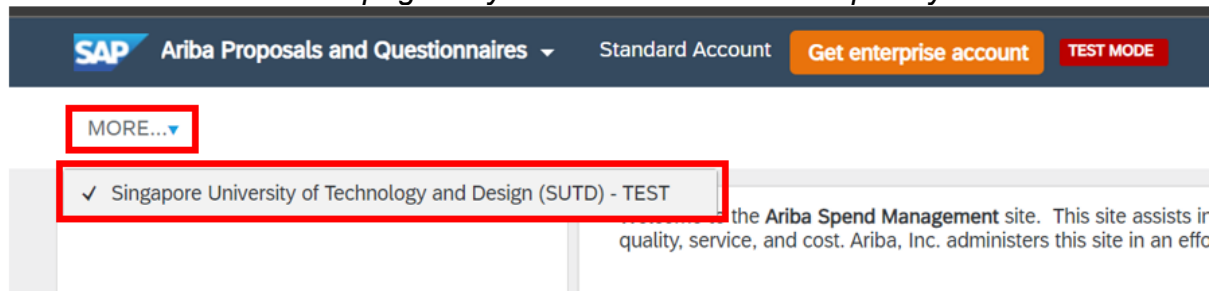 SAP Ariba Proposals and Questionnaires Standard Account Get enterprise account TEST MODE
MORE...
✓ Singapore University of Technology and Design (SUTD) - TEST
the Ariba Spend Management site. This site assists in
quality, service, and cost. Ariba, Inc. administers this site in an effo